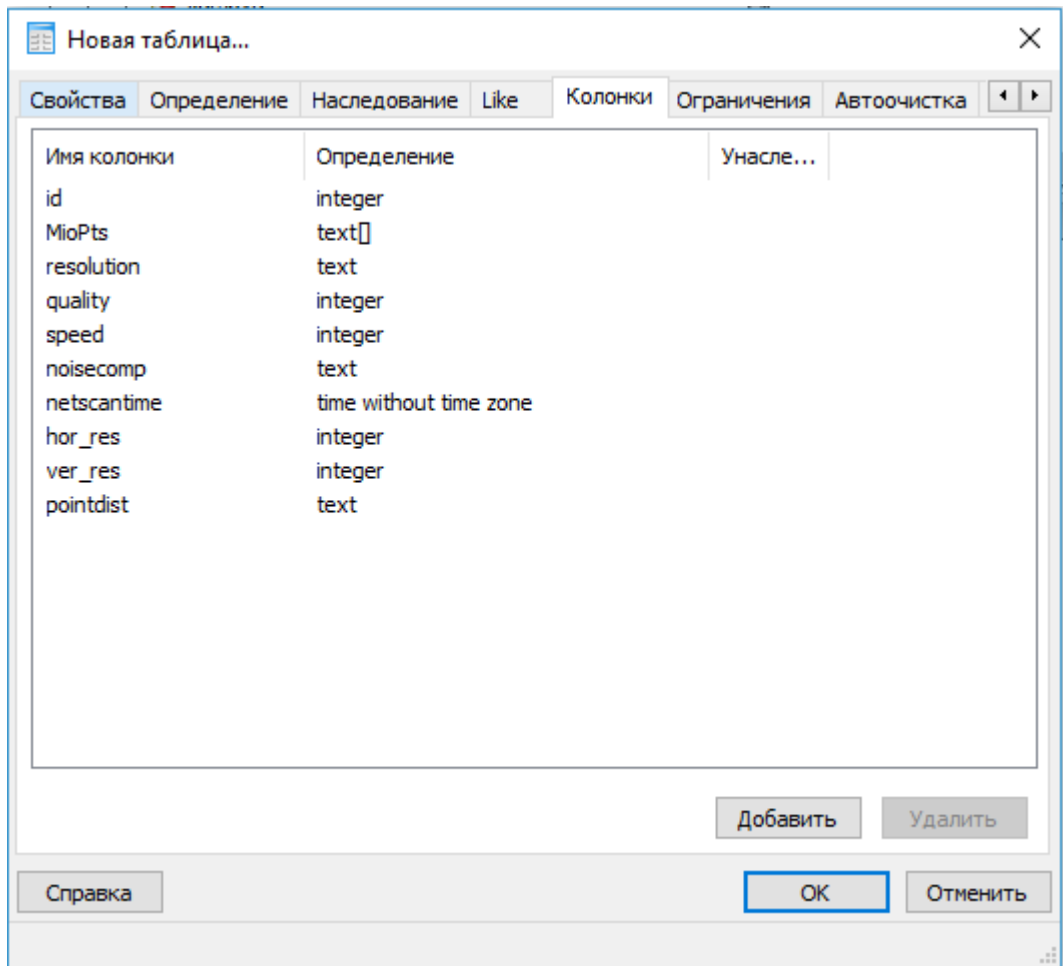 Новая таблица...
Свойства Определение Наследование Like Колонки Ограничения Автоочистка
Имя колонки Определение Унасле...
id integer
MioPts text[]
resolution text
quality integer
speed integer
noisecomp text
netscantime time without time zone
hor_res integer
ver_res integer
pointdist text
Добавить Удалить
Справка OK Отменить